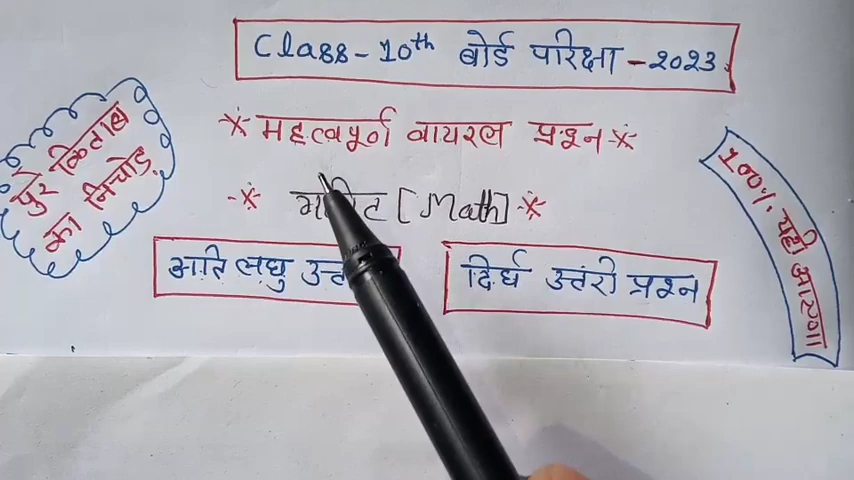 Class-10th बोर्ड परिक्षा - 2023
पुरे किताब
का निचोड़
* महत्वपूर्ण वायरल प्रश्न *
* [Math] *
अति लघु
दिर्घ उत्तरी प्रश्न
100% यही आएगा